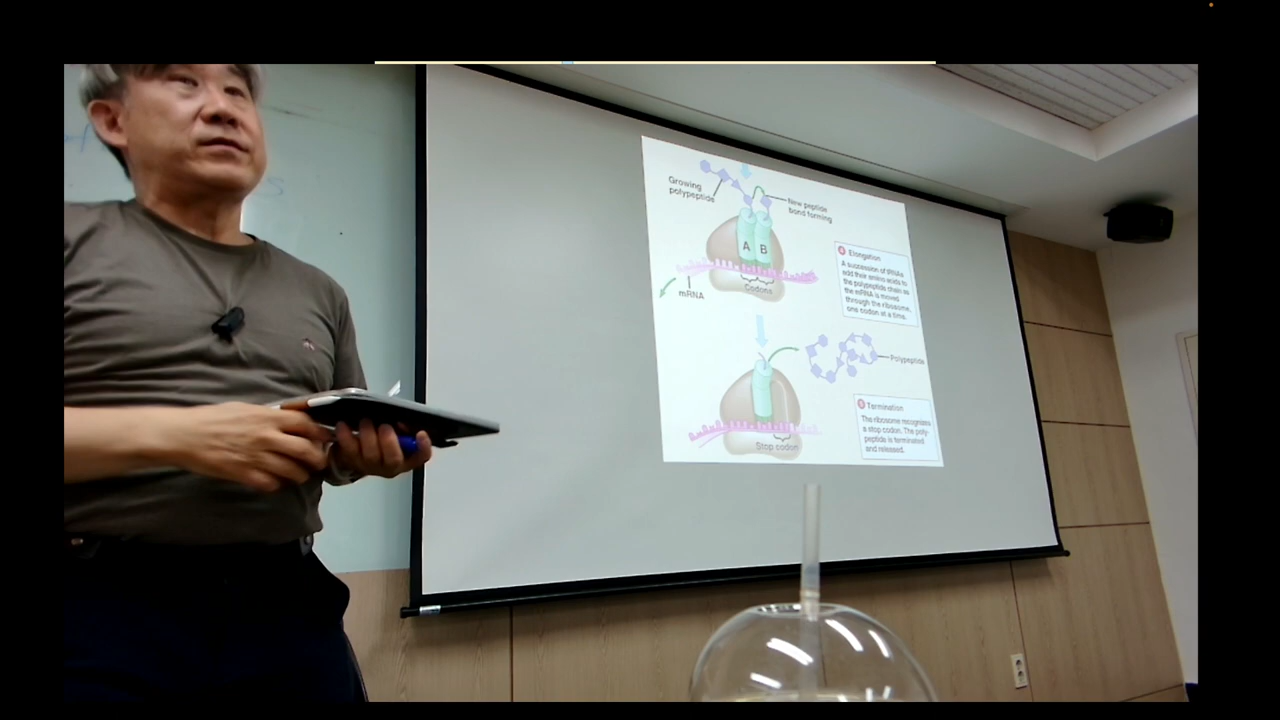 Growing
polypeptide
New peptide
bond forming
A B
Codons
mRNA
4 Elongation
A succession of tRNAs
add their amino acids to
the polypeptide chain as
the mRNA is moved
through the ribosome,
one codon at a time.
Polypeptide
5 Termination
The ribosome recognizes
a stop codon. The poly-
peptide is terminated
and released.
Stop codon